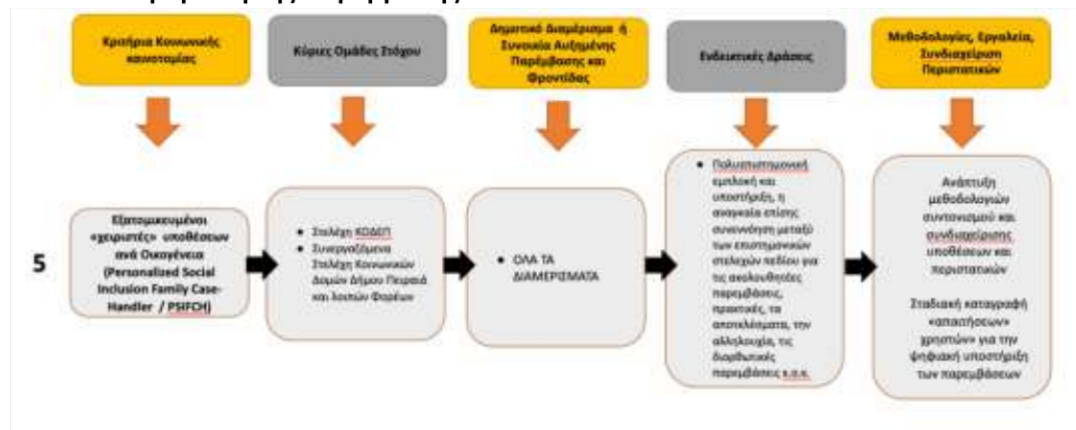 Κριτήρια Κοινωνικής
καινοτομίας
Κύριες Ομάδες Στόχου
Δημοτικό Διαμέρισμα ή
Συνοικία Αυξημένης
Παρέμβασης και
Φροντίδας
Ενδεικτικές Δράσεις
Μεθοδολογίες, Εργαλεία,
Συνδιαχείριση
Περιστατικών
5
Εξατομικευμένοι
«χειριστές» υποθέσεων
ανά Οικογένεια
(Personalized Social
Inclusion Family Case-
Handler / PSIFCH)
• Στελέχη ΚΟΔΕΠ
• Συνεργαζόμενα
Στελέχη Κοινωνικών
Δομών Δήμου Πειραιά
και λοιπών Φορέων
• ΟΛΑ ΤΑ
ΔΙΑΜΕΡΙΣΜΑΤΑ
• Πολυεπιστημονική
εμπλοκή και
υποστήριξη, η
αναγκαία επίσης
συνεννόηση μεταξύ
των επιστημονικών
στελεχών πεδίου για
τις ακολουθητέες
παρεμβάσεις,
πρακτικές, τα
αποτελέσματα, την
αλληλουχία, τις
διορθωτικές
παρεμβάσεις κ.ο.κ.
Ανάπτυξη
μεθοδολογιών
συντονισμού και
συνδιαχείρισης
υποθέσεων και
περιστατικών
Σταδιακή καταγραφή
«απαιτήσεων»
χρηστών» για την
ψηφιακή υποστήριξη
των παρεμβάσεων